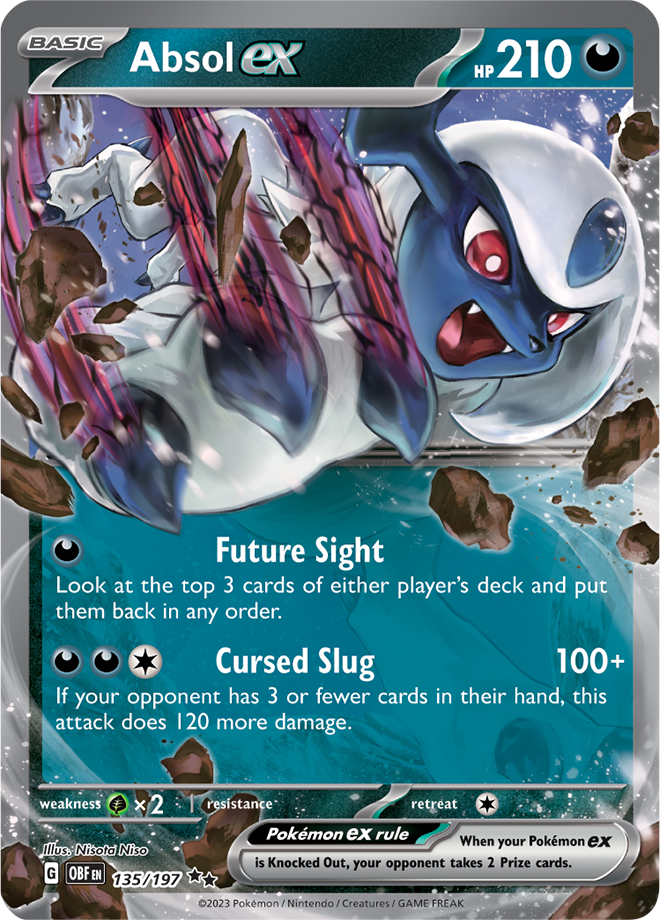 BASIC Absol ex HP 210
Future Sight
Look at the top 3 cards of either player's deck and put
them back in any order.
Cursed Slug 100+
If your opponent has 3 or fewer cards in their hand, this
attack does 120 more damage.
weakness ×2 resistance retreat
Pokémon ex rule When your Pokémon ex
is Knocked Out, your opponent takes 2 Prize cards.
Illus. Nisota Niso
G OBF EN 135/197
©2023 Pokémon / Nintendo / Creatures / GAME FREAK